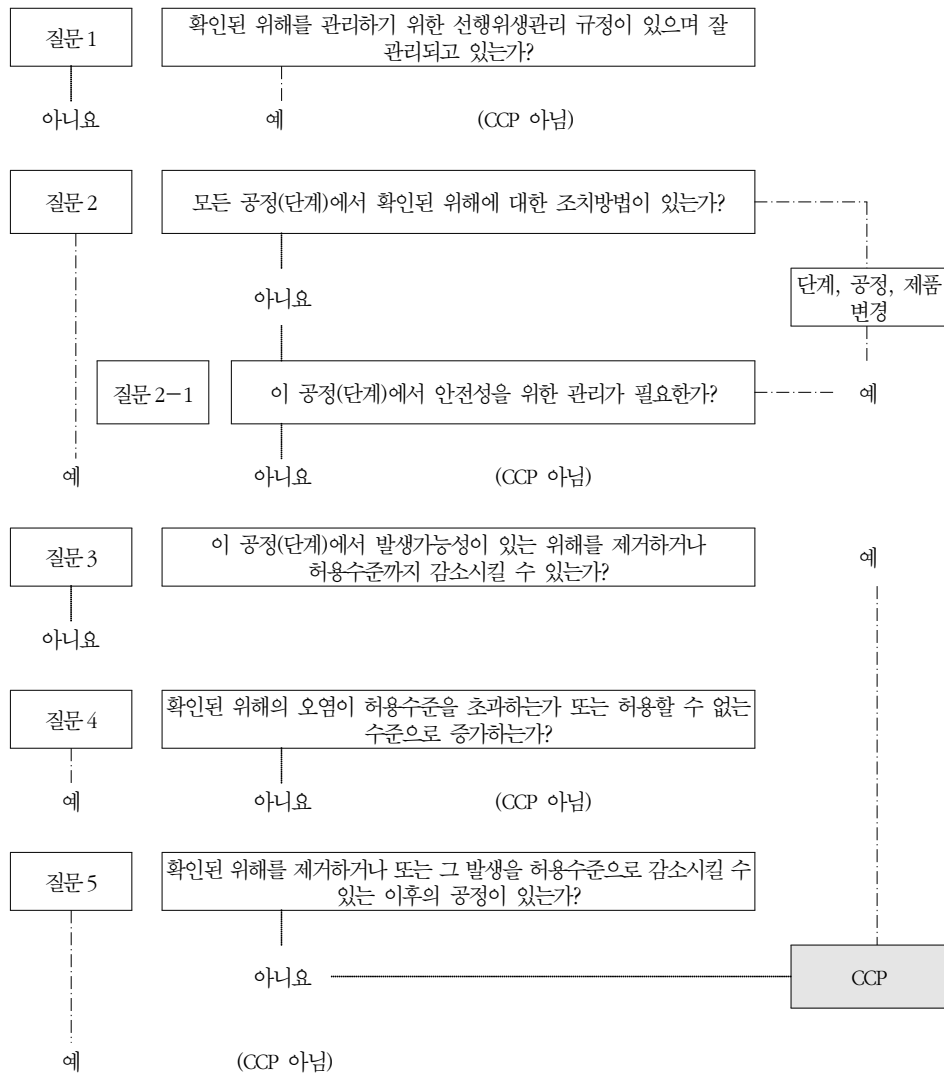 질문 1
확인된 위해를 관리하기 위한 선행위생관리 규정이 있으며 잘
관리되고 있는가?
아니요
예
(CCP 아님)
질문 2
모든 공정(단계)에서 확인된 위해에 대한 조치방법이 있는가?
아니요
단계, 공정, 제품
변경
질문 2-1
이 공정(단계)에서 안전성을 위한 관리가 필요한가?
예
예
아니요
(CCP 아님)
질문 3
이 공정(단계)에서 발생가능성이 있는 위해를 제거하거나
허용수준까지 감소시킬 수 있는가?
예
아니요
질문 4
확인된 위해의 오염이 허용수준을 초과하는가 또는 허용할 수 없는
수준으로 증가하는가?
예
아니요
(CCP 아님)
질문 5
확인된 위해를 제거하거나 또는 그 발생을 허용수준으로 감소시킬 수
있는 이후의 공정이 있는가?
아니요
CCP
예
(CCP 아님)